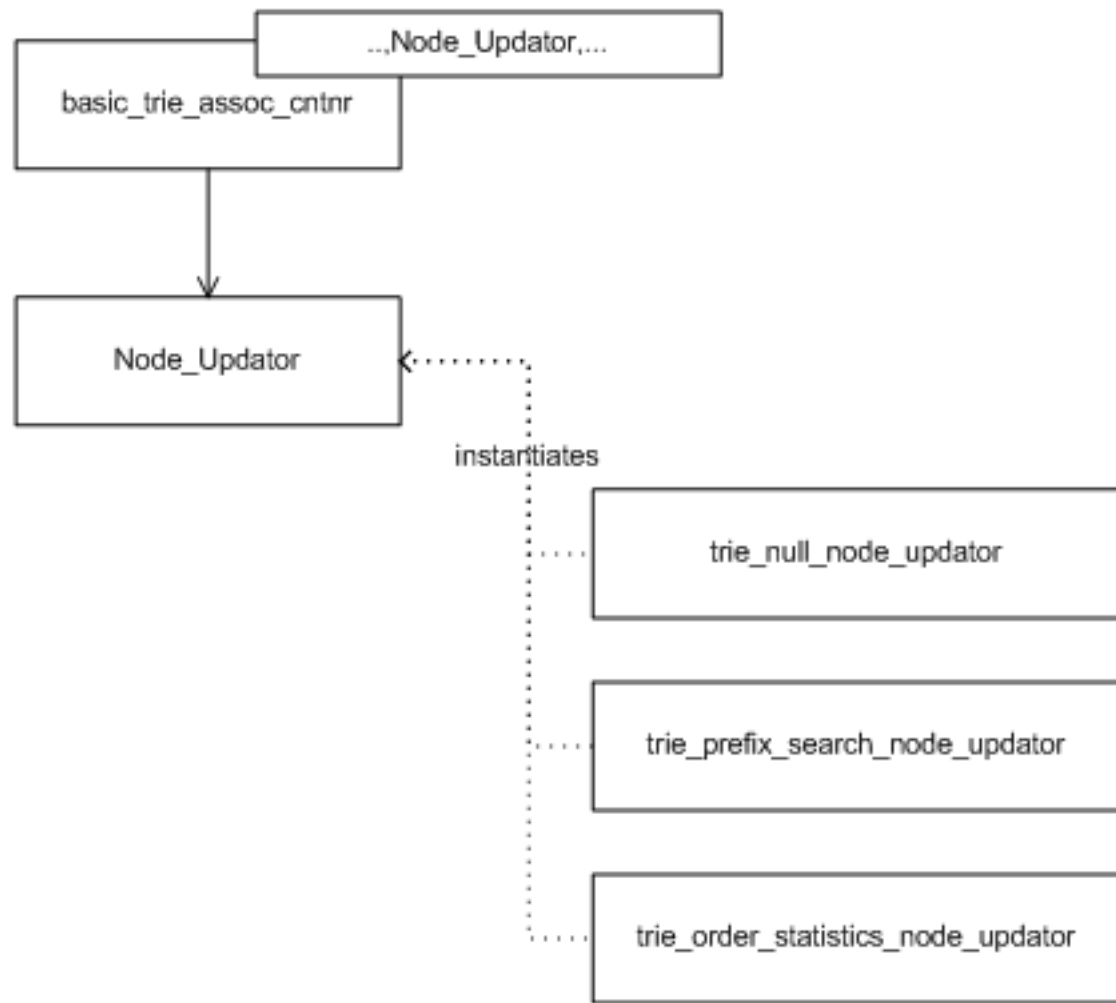 ..,Node_Updator,...
basic_trie_assoc_cntnr
Node_Updator
instantiates
trie_null_node_updator
trie_prefix_search_node_updator
trie_order_statistics_node_updator